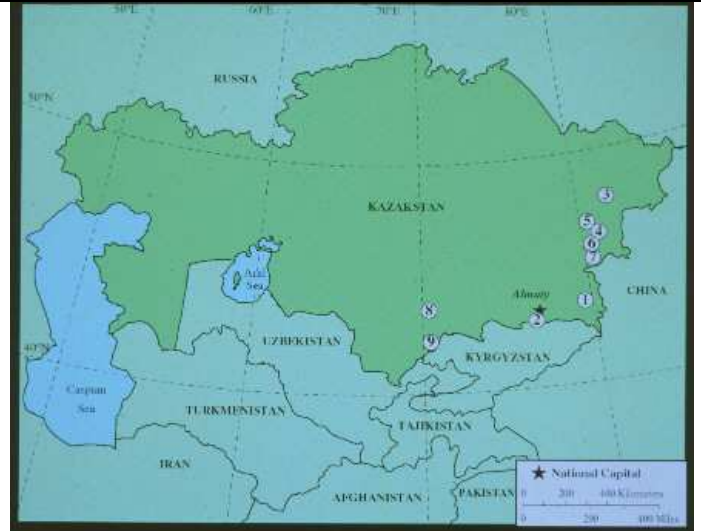 50°E
60°E
70°E
80°E
RUSSIA
50°N
KAZAKSTAN
3
5
4
6
7
Aral
Sea
Almaty
1
CHINA
8
2
UZBEKISTAN
9
40°N
KYRGYZSTAN
Caspian
Sea
TURKMENISTAN
TAJIKISTAN
IRAN
AFGHANISTAN
PAKISTAN
National Capital
0 200 400 Kilometers
0 200 400 Miles